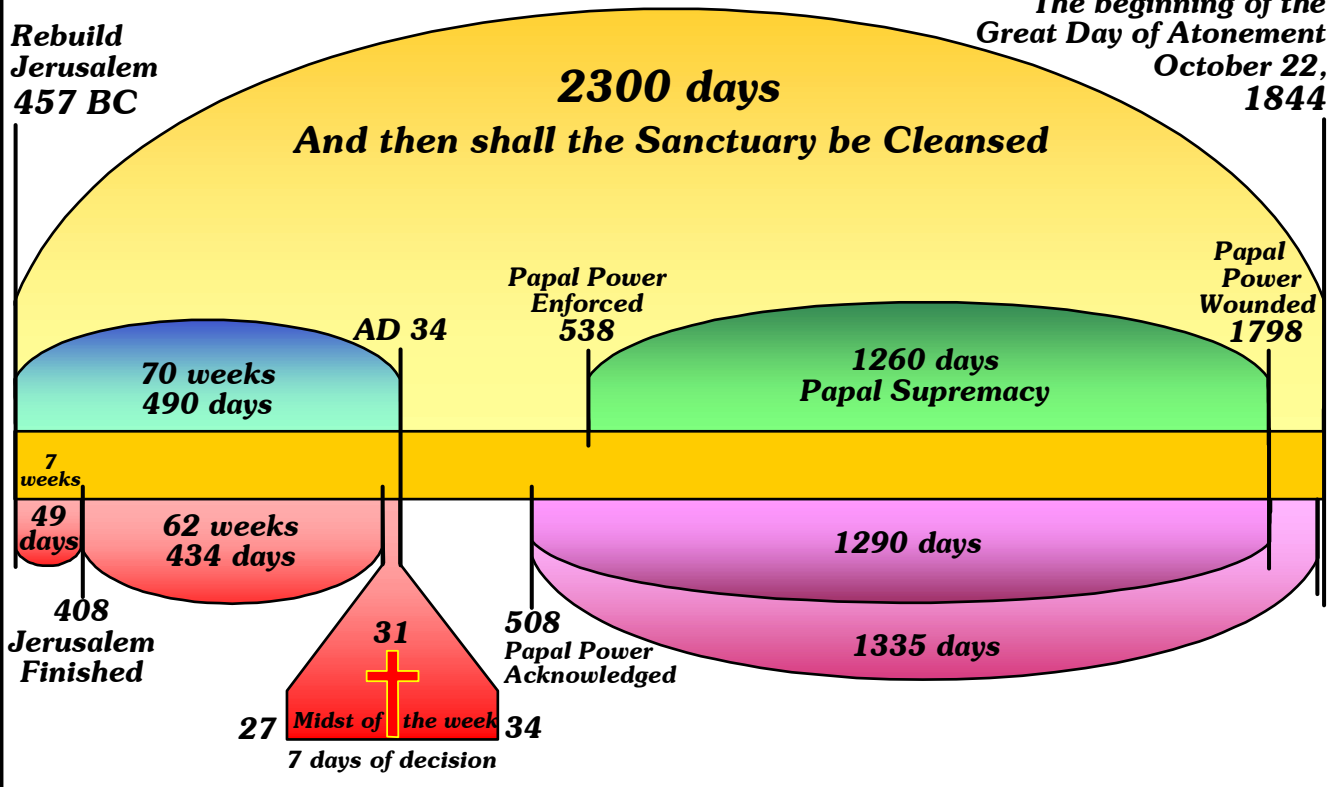 The beginning of the
Great Day of Atonement
October 22,
1844
Rebuild
Jerusalem
457 BC
2300 days
And then shall the Sanctuary be Cleansed
Papal Power
Enforced
538
Papal
Power
Wounded
1798
AD 34
70 weeks
490 days
1260 days
Papal Supremacy
7
weeks
49
days
62 weeks
434 days
1290 days
408
Jerusalem
Finished
31
508
Papal Power
Acknowledged
1335 days
27
Midst of the week
34
7 days of decision